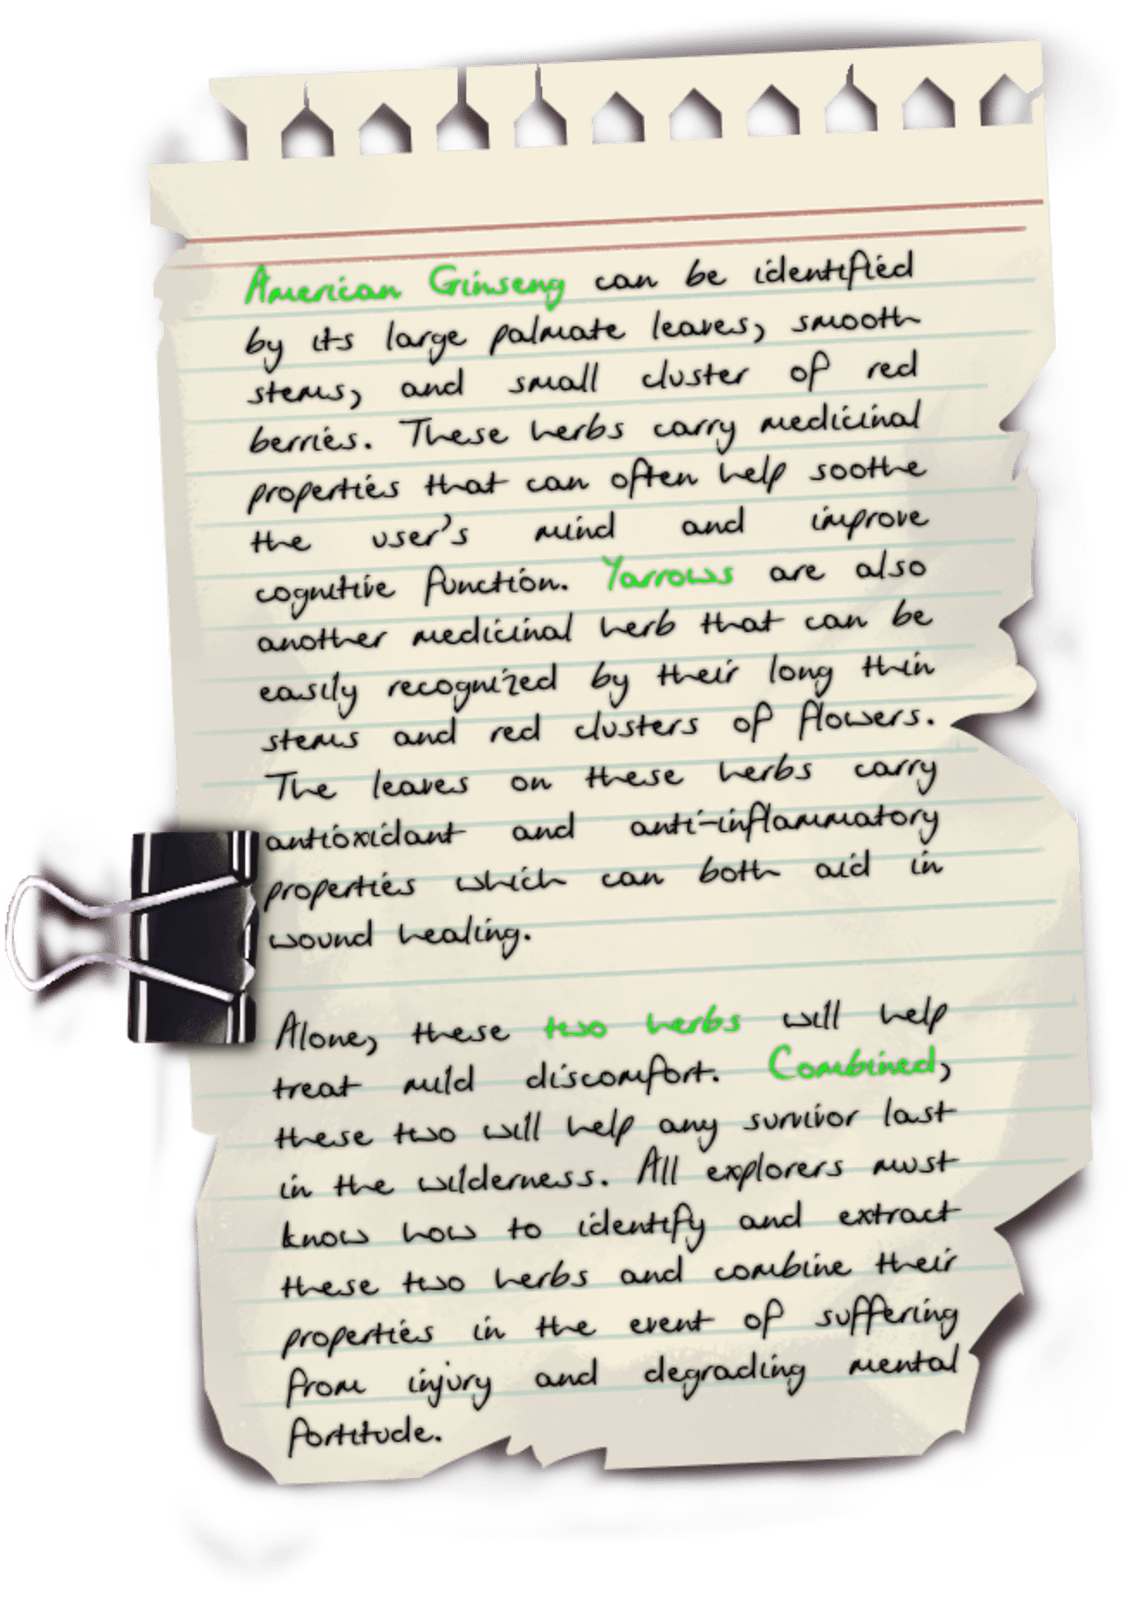 American Ginseng can be identified
by its large palmate leaves, smooth
stems, and small cluster of red
berries. These herbs carry medicinal
properties that can often help soothe
the user's mind and improve
cognitive function. Yarrows are also
another medicinal herb that can be
easily recognized by their long thin
stems and red clusters of flowers.
The leaves on these herbs carry
antioxidant and anti-inflammatory
properties which can both aid in
wound healing.
Alone, these two herbs will help
treat mild discomfort. Combined,
these two will help any survivor last
in the wilderness. All explorers must
know how to identify and extract
these two herbs and combine their
properties in the event of suffering
from injury and degrading mental
fortitude.